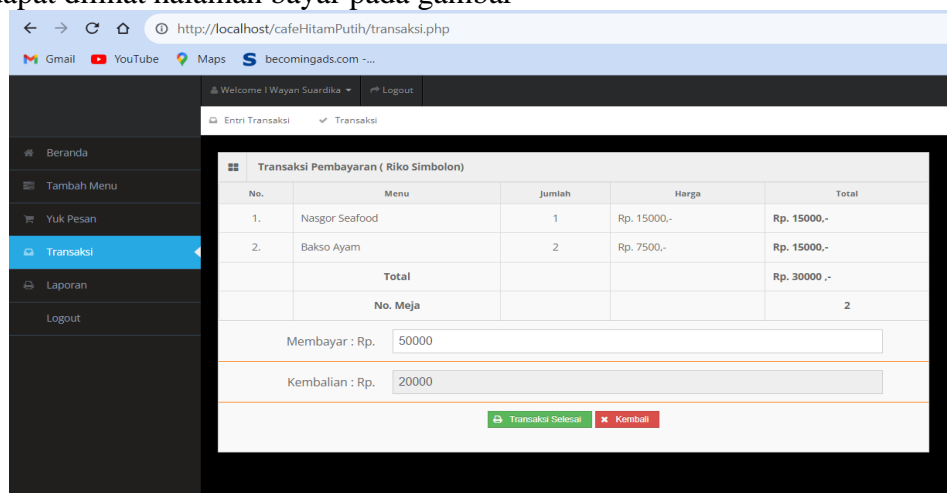 dapat dilihat halaman bayar pada gambar
http://localhost/cafeHitamPutih/transaksi.php
Gmail YouTube Maps S becomingads.com -...
Welcome I Wayan Suardika Logout
Entri Transaksi Transaksi
Beranda
Tambah Menu
Yuk Pesan
Transaksi
Laporan
Logout
Transaksi Pembayaran ( Riko Simbolon)
No. Menu Jumlah Harga Total
1. Nasgor Seafood 1 Rp. 15000,- Rp. 15000,-
2. Bakso Ayam 2 Rp. 7500,- Rp. 15000,-
Total Rp. 30000 ,-
No. Meja 2
Membayar : Rp. 50000
Kembalian : Rp. 20000
Transaksi Selesai Kembali